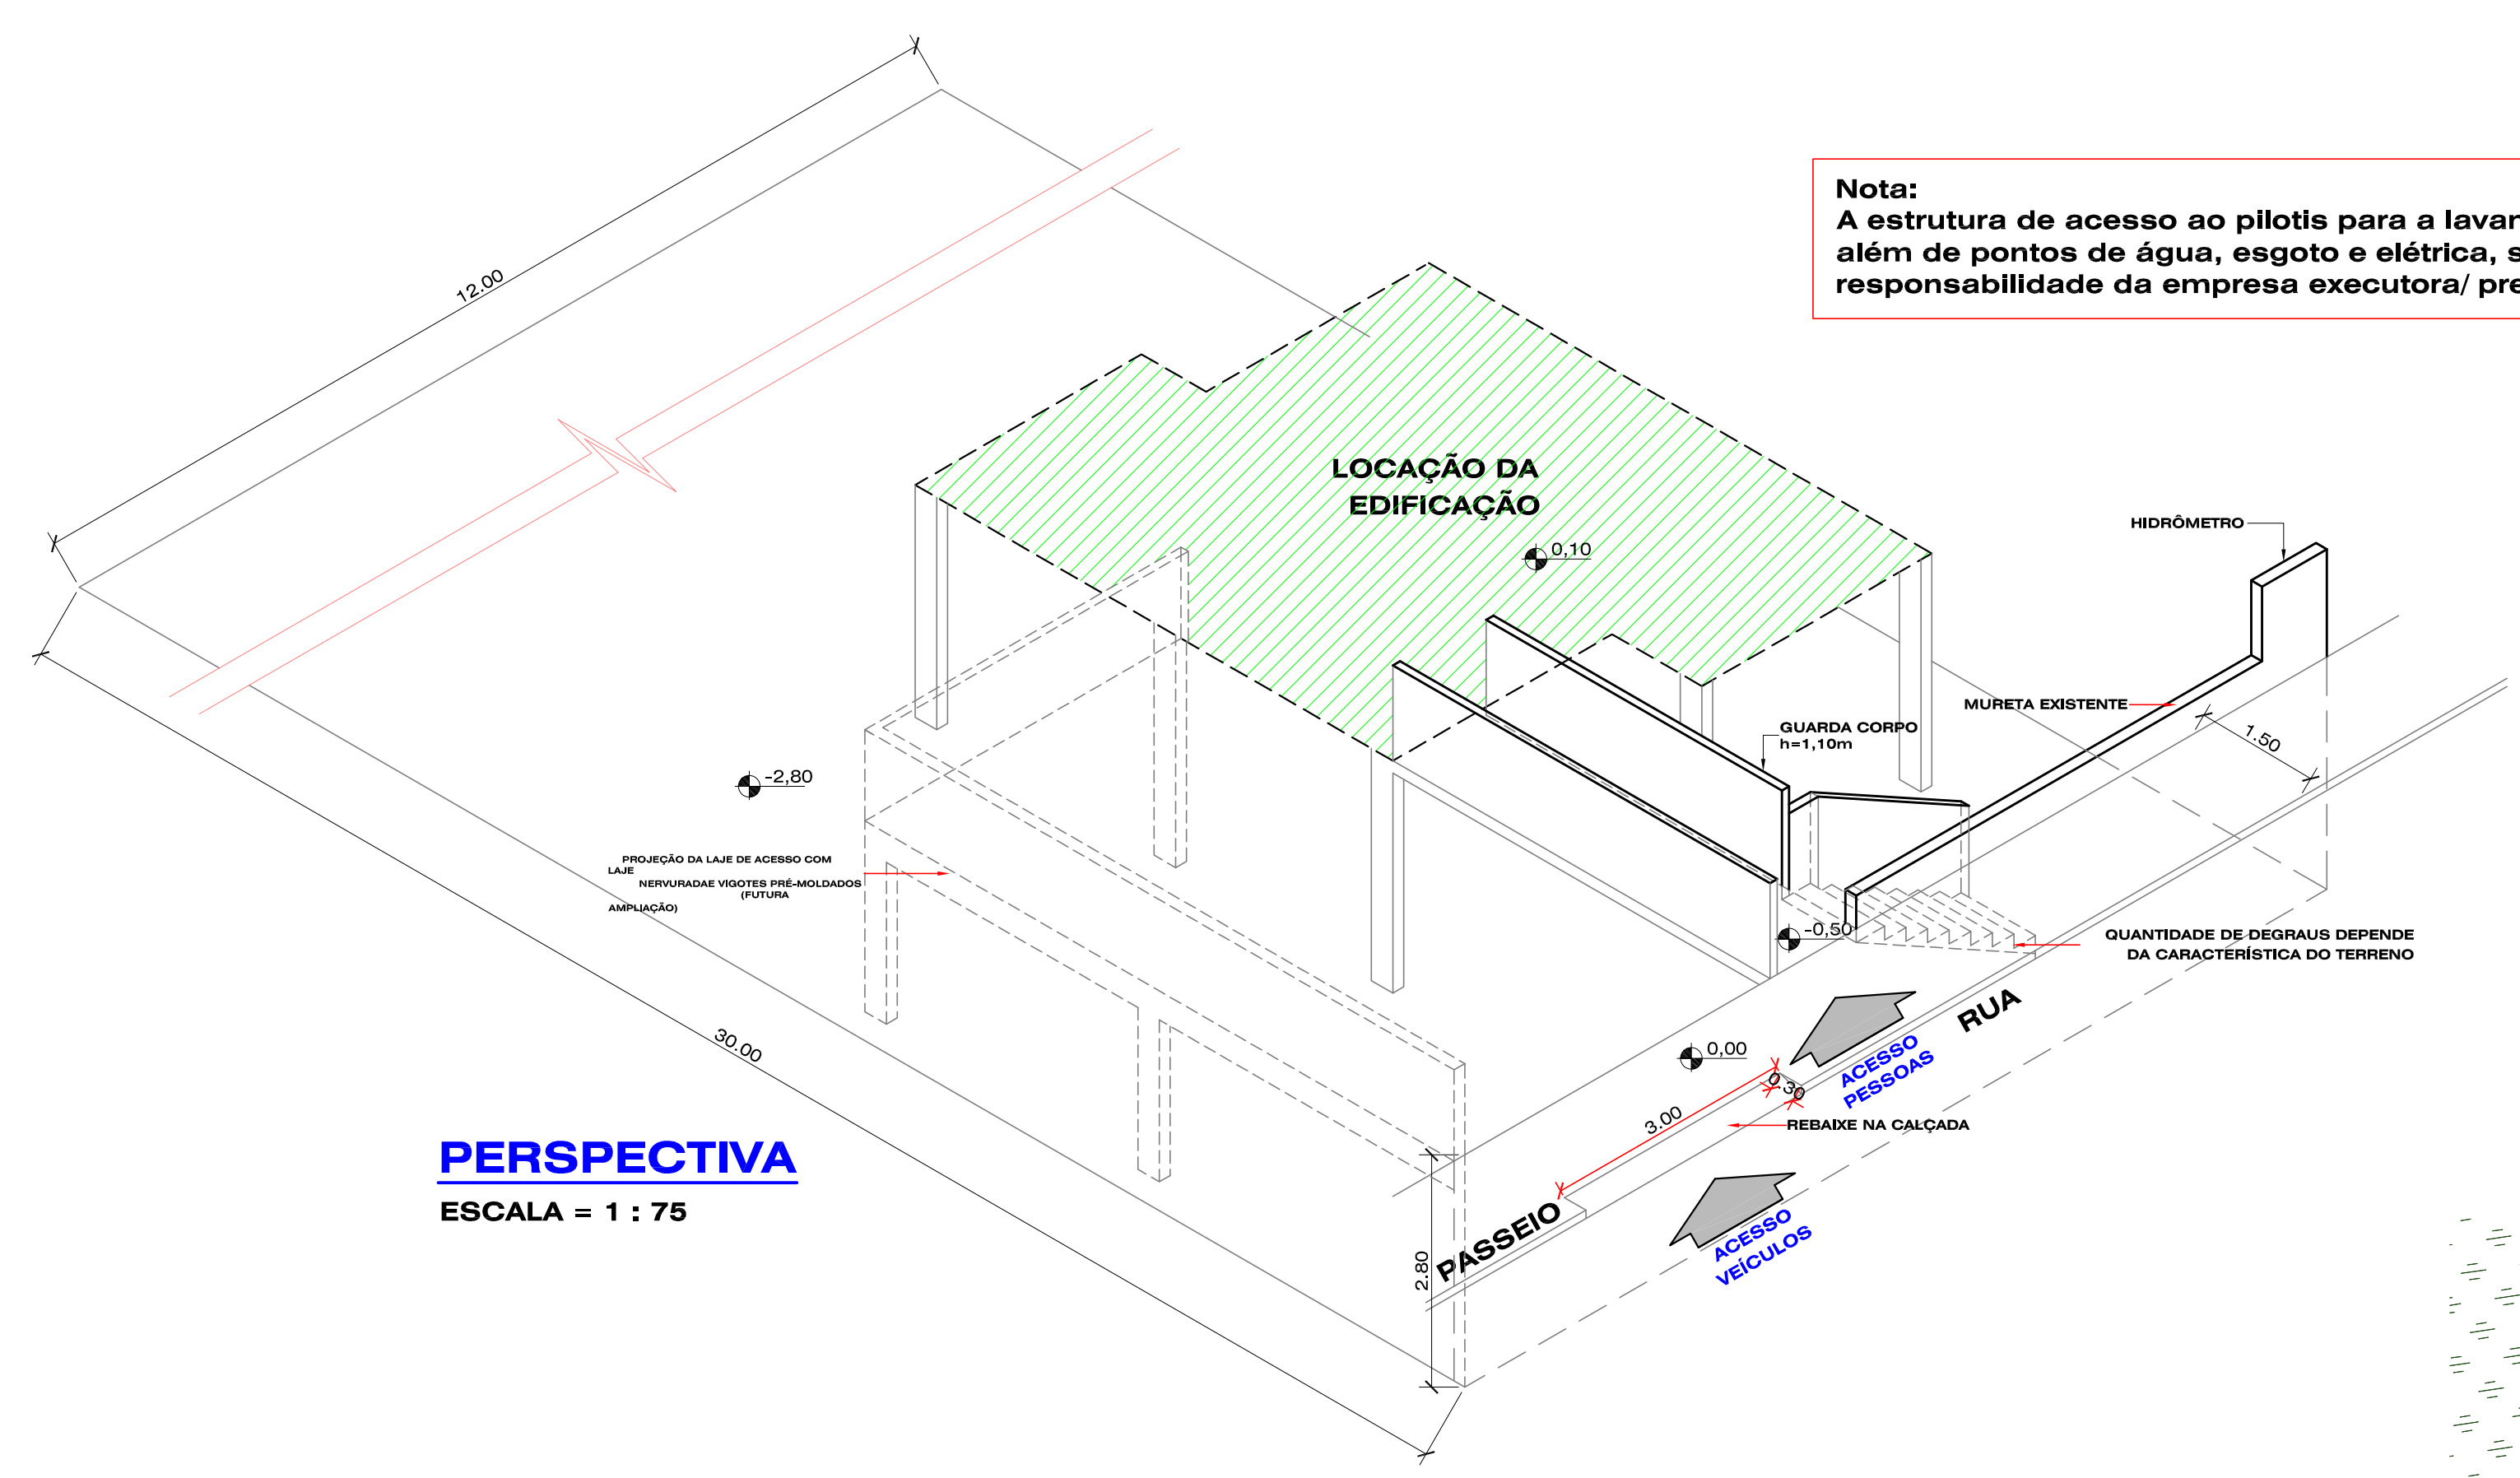 12.00
Nota:
A estrutura de acesso ao pilotis para a
além de pontos de água, esgoto e elétrica,
responsabilidade da empresa executora/
LOCAÇÃO DA
EDIFICAÇÃO
0,10
HIDRÔMETRO
MURETA EXISTENTE
GUARDA CORPO
h=1,10m
1.50
-2,80
PROJEÇÃO DA LAJE DE ACESSO COM
LAJE
NERVURADAE VIGOTES PRÉ-MOLDADOS
(FUTURA
AMPLIAÇÃO)
-0,50
QUANTIDADE DE DEGRAUS DEPENDE
DA CARACTERÍSTICA DO TERRENO
RUA
30.00
0,00
ACESSO
PESSOAS
0.30
3.00
REBAIXE NA CALÇADA
PERSPECTIVA
ESCALA = 1 : 75
PASSEIO
ACESSO
VEÍCULOS
2.80